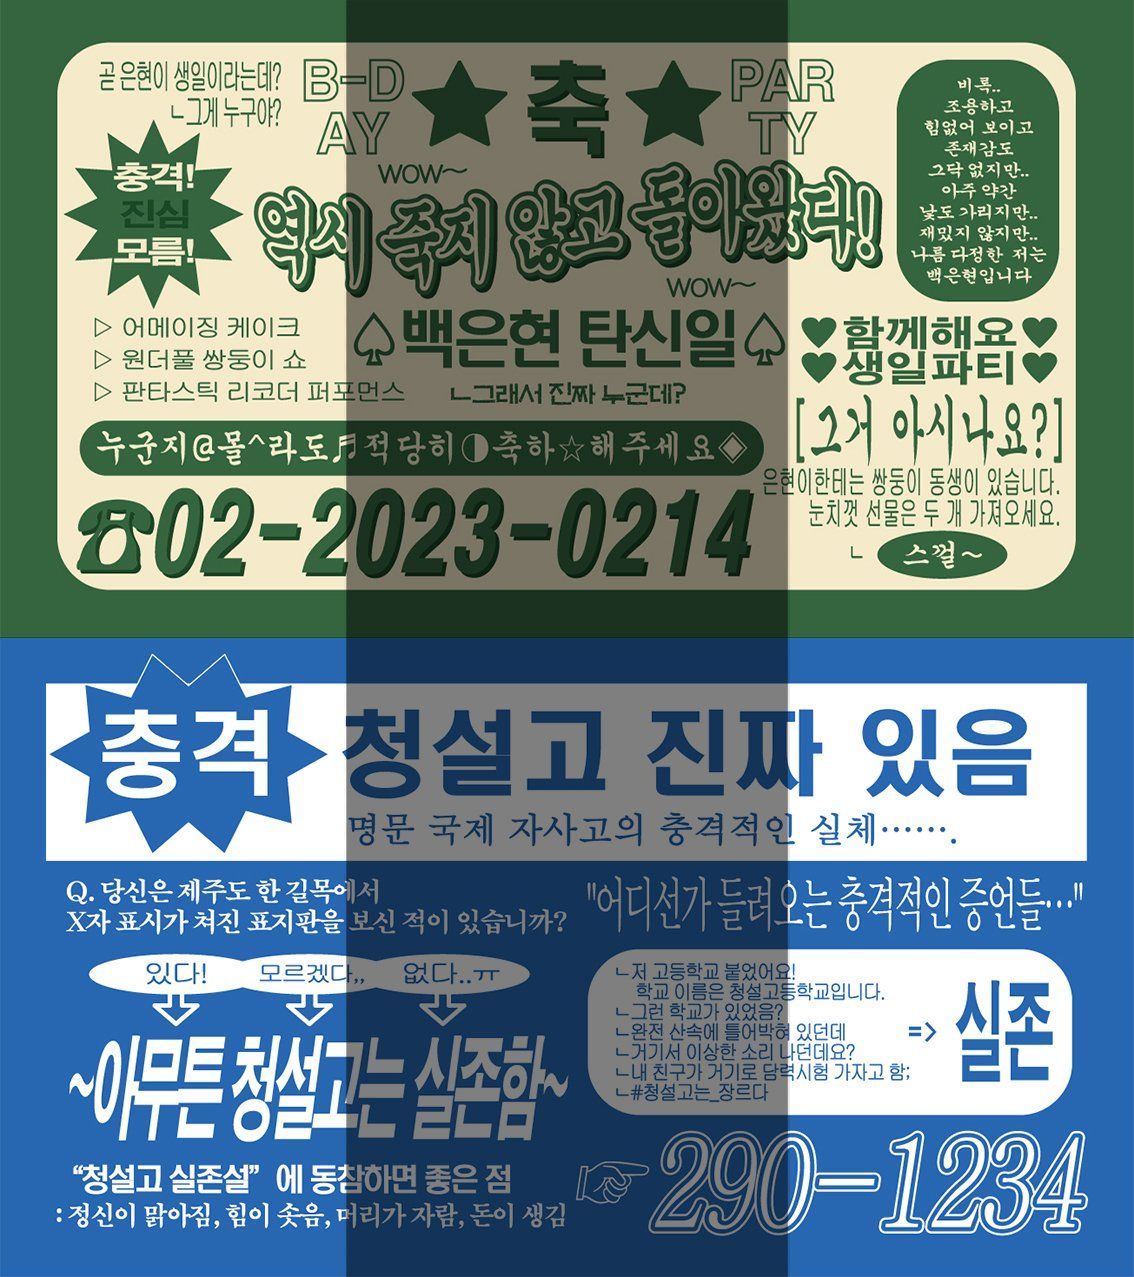 곧 은현이 생일이라는데?
ㄴ그게 누구야?
B-D
AY
★축★
PAR
TY
충격!
진심
모름!
WOW~
역시 죽지 않고 돌아왔다!
WOW~
비록..
조용하고
힘없어 보이고
존재감도
그닥 없지만..
아주 약간
낯도 가리지만..
재밌지 않지만..
나름 다정한 저는
백은현입니다
▷ 어메이징 케이크
▷ 원더풀 쌍둥이 쇼
▷ 판타스틱 리코더 퍼포먼스
♤백은현 탄신일♤
ㄴ그래서 진짜 누군데?
♥함께해요♥
♥생일파티♥
[그거 아시나요?]
은현이한테는 쌍둥이 동생이 있습니다.
눈치껏 선물은 두 개 가져오세요.
ㄴ 스껄~
누군지@몰^라도♬적당히◑축하☆해주세요◈
☎02-2023-0214
충격
청설고 진짜 있음
명문 국제 자사고의 충격적인 실체…….
Q. 당신은 제주도 한 길목에서
X자 표시가 쳐진 표지판을 보신 적이 있습니까?
있다!
모르겠다,,
없다..ㅠ
~아무튼 청설고는 실존함~
“청설고 실존설” 에 동참하면 좋은 점
: 정신이 맑아짐, 힘이 솟음, 머리가 자람, 돈이 생김
"어디선가 들려오는 충격적인 증언들…"
ㄴ저 고등학교 붙었어요!
학교 이름은 청설고등학교입니다.
ㄴ그런 학교가 있었음?
ㄴ완전 산속에 틀어박혀 있던데
ㄴ거기서 이상한 소리 나던데요?
ㄴ내 친구가 거기로 담력시험 가자고 함;
ㄴ#청설고는_장르다
=> 실존
☞290-1234